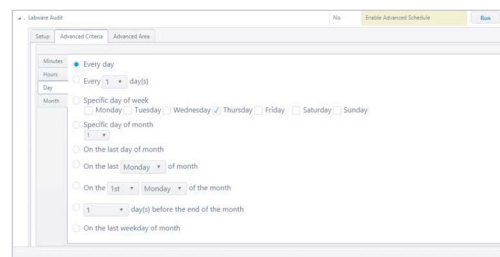 Labware Audit No Enable Advanced Schedule Run
Setup Advanced Criteria Advanced Area
Minutes
Hours
Day
Month
Every day
Every 1 day(s)
Specific day of week
Monday Tuesday Wednesday Thursday Friday Saturday Sunday
Specific day of month
1
On the last day of month
On the last Monday of month
On the 1st Monday of the month
1 day(s) before the end of the month
On the last weekday of month